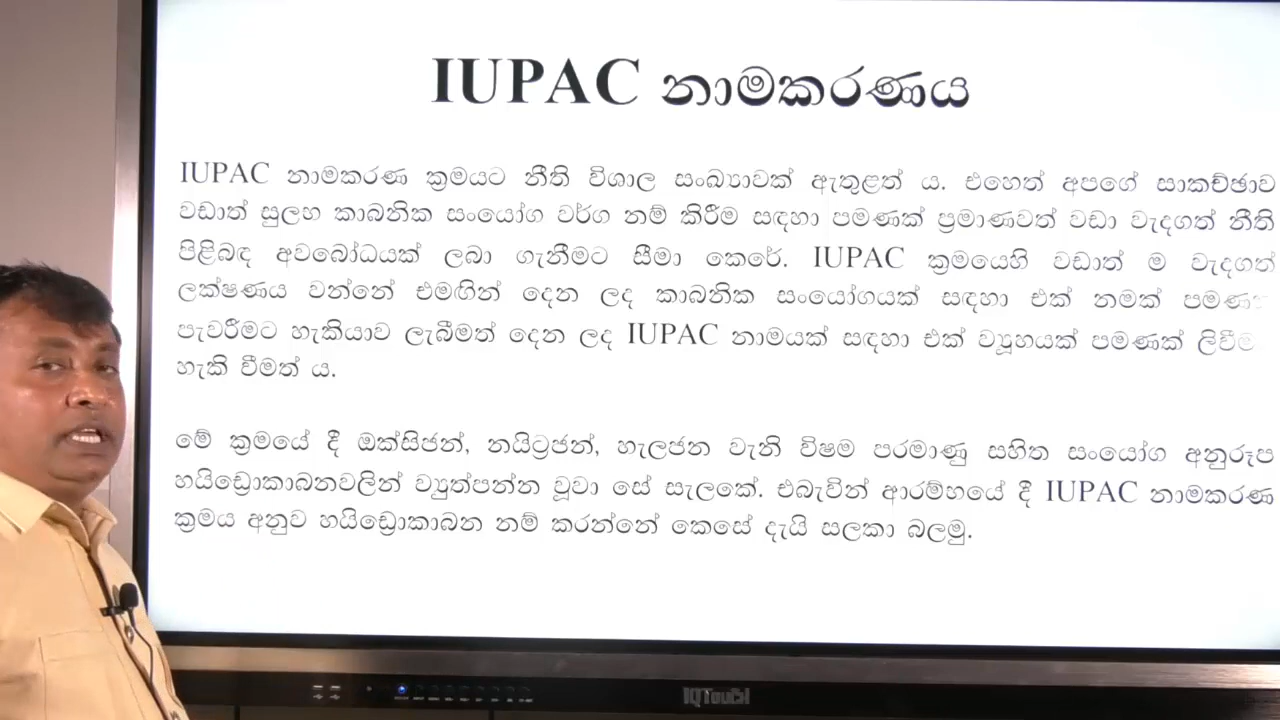 IUPAC නාමකරණය
IUPAC නාමකරණ ක්‍රමයට නීති විශාල සංඛ්‍යාවක් ඇතුළත් ය. එහෙත් අපගේ සාකච්ඡාව
වඩාත් සුලභ කාබනික සංයෝග වර්ග නම් කිරීම සඳහා පමණක් ප්‍රමාණවත් වඩා වැදගත් නීති
පිළිබඳ අවබෝධයක් ලබා ගැනීමට සීමා කෙරේ. IUPAC ක්‍රමයෙහි වඩාත් ම වැදගත්
ලක්ෂණය වන්නේ එමඟින් දෙන ලද කාබනික සංයෝගයක් සඳහා එක් නමක් පමණක්
පැවරීමට හැකියාව ලැබීමත් දෙන ලද IUPAC නාමයක් සඳහා එක් ව්‍යුහයක් පමණක් ලිවීම
හැකි වීමත් ය.
මේ ක්‍රමයේ දී ඔක්සිජන්, නයිට්‍රජන්, හැලජන වැනි විෂම පරමාණු සහිත සංයෝග අනුරූප
හයිඩ්‍රොකාබනවලින් ව්‍යුත්පන්න වූවා සේ සැලකේ. එබැවින් ආරම්භයේ දී IUPAC නාමකරණ
ක්‍රමය අනුව හයිඩ්‍රොකාබන නම් කරන්නේ කෙසේ දැයි සලකා බලමු.
IQTouch